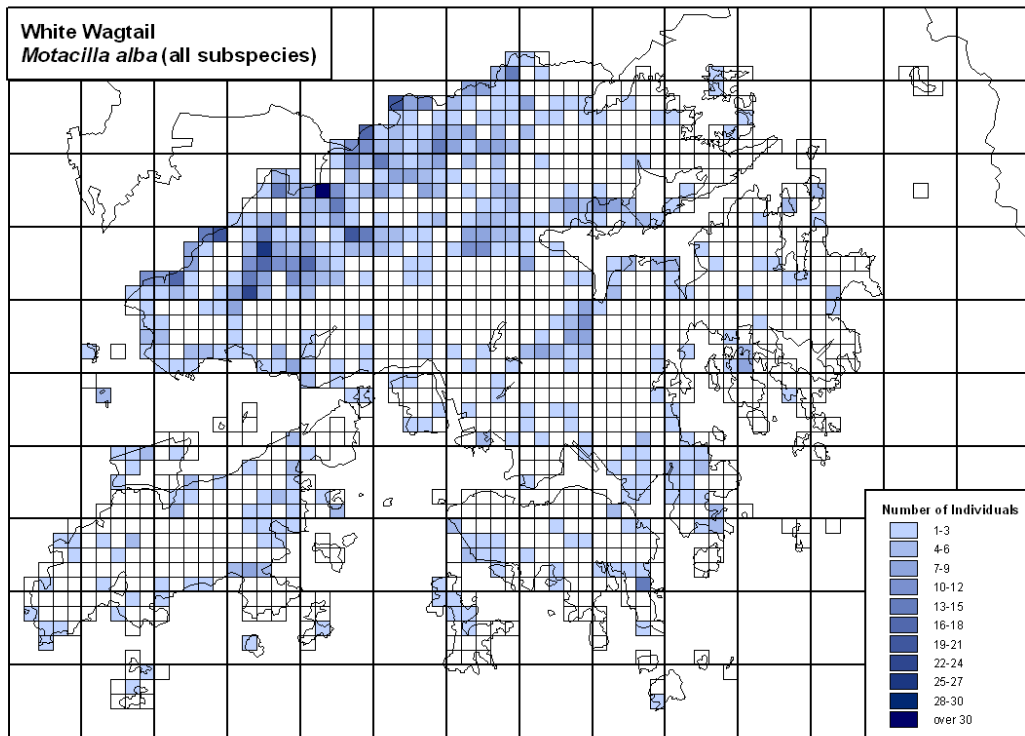 White Wagtail
Motacilla alba (all subspecies)
Number of Individuals
1-3
4-6
7-9
10-12
13-15
16-18
19-21
22-24
25-27
28-30
over 30